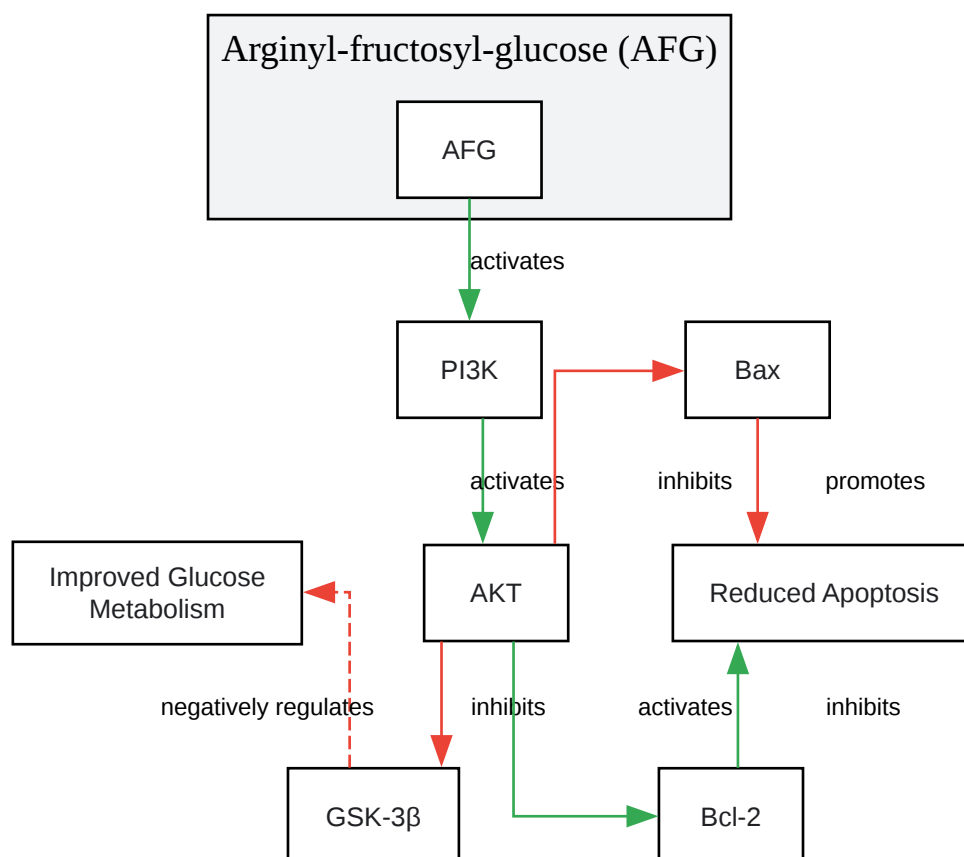 Arginyl-fructosyl-glucose (AFG)
AFG
activates
PI3K
Bax
activates
inhibits
promotes
Improved Glucose
Metabolism
AKT
Reduced Apoptosis
negatively regulates
inhibits
activates
inhibits
GSK-3β
Bcl-2